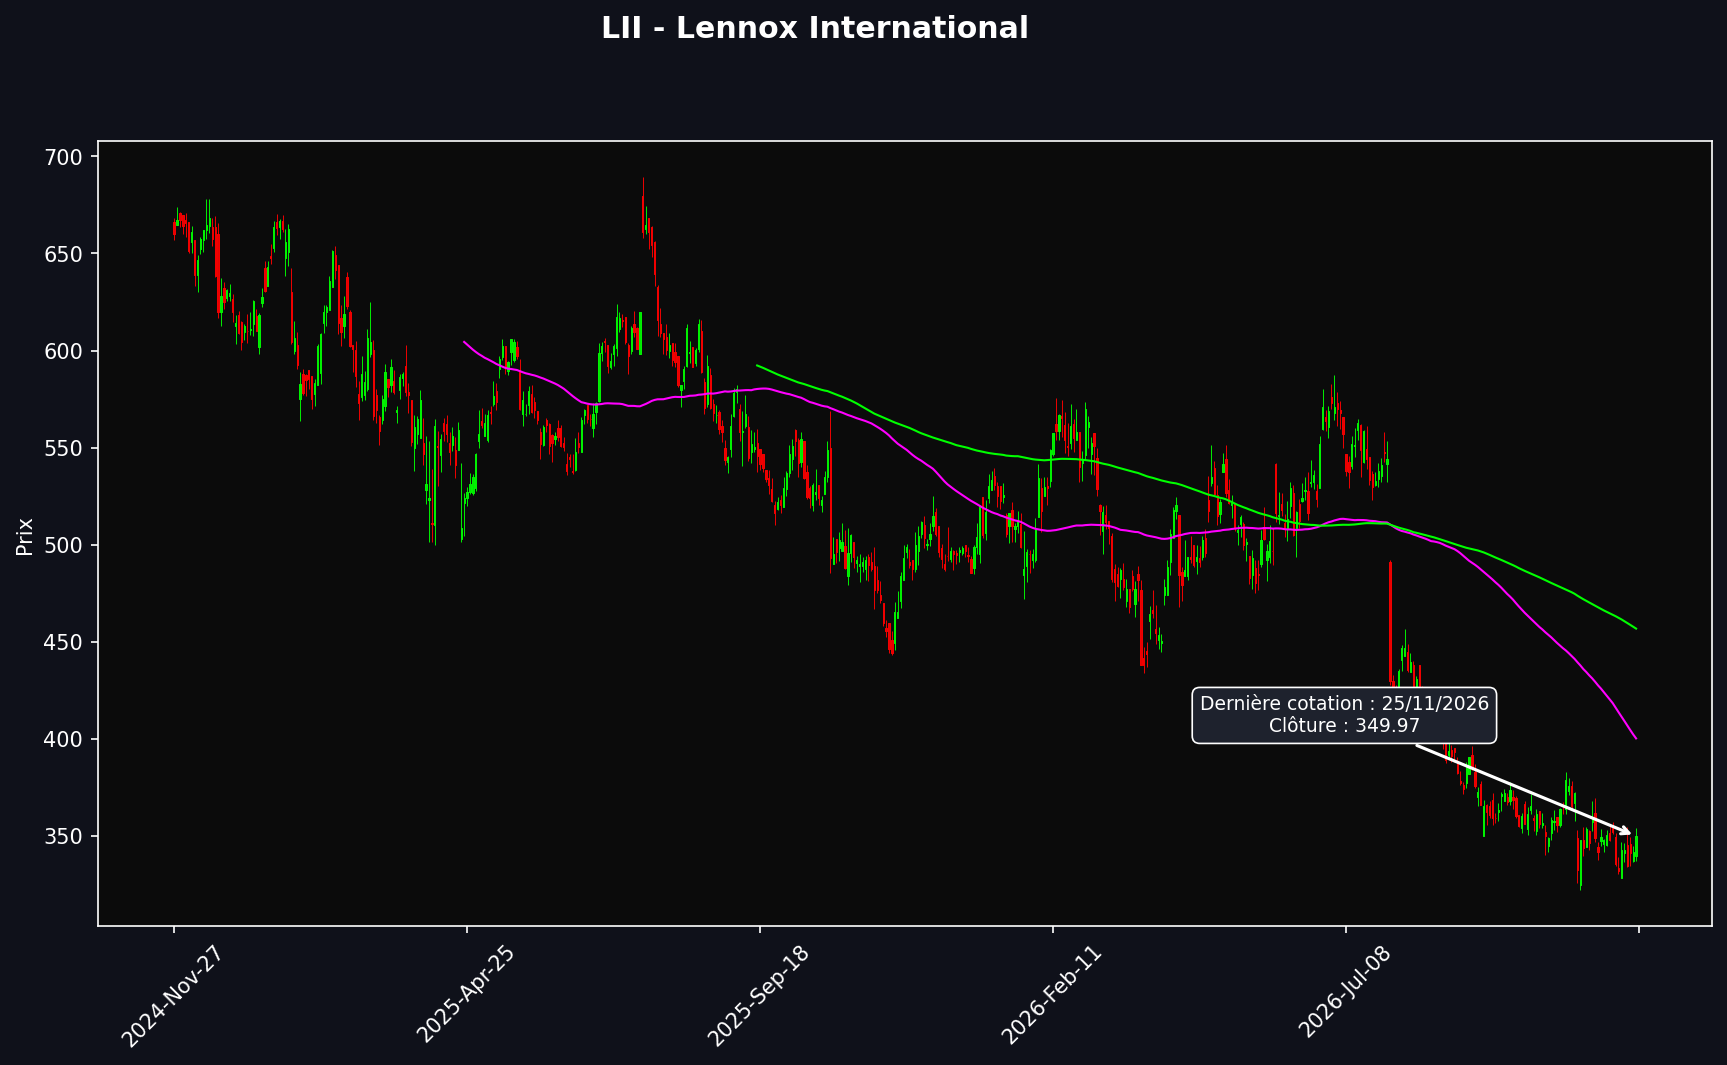 LII - Lennox International
Prix
700
650
600
550
500
450
400
350
Dernière cotation : 25/11/2026
Clôture : 349.97
2024-Nov-27
2025-Apr-25
2025-Sep-18
2026-Feb-11
2026-Jul-08